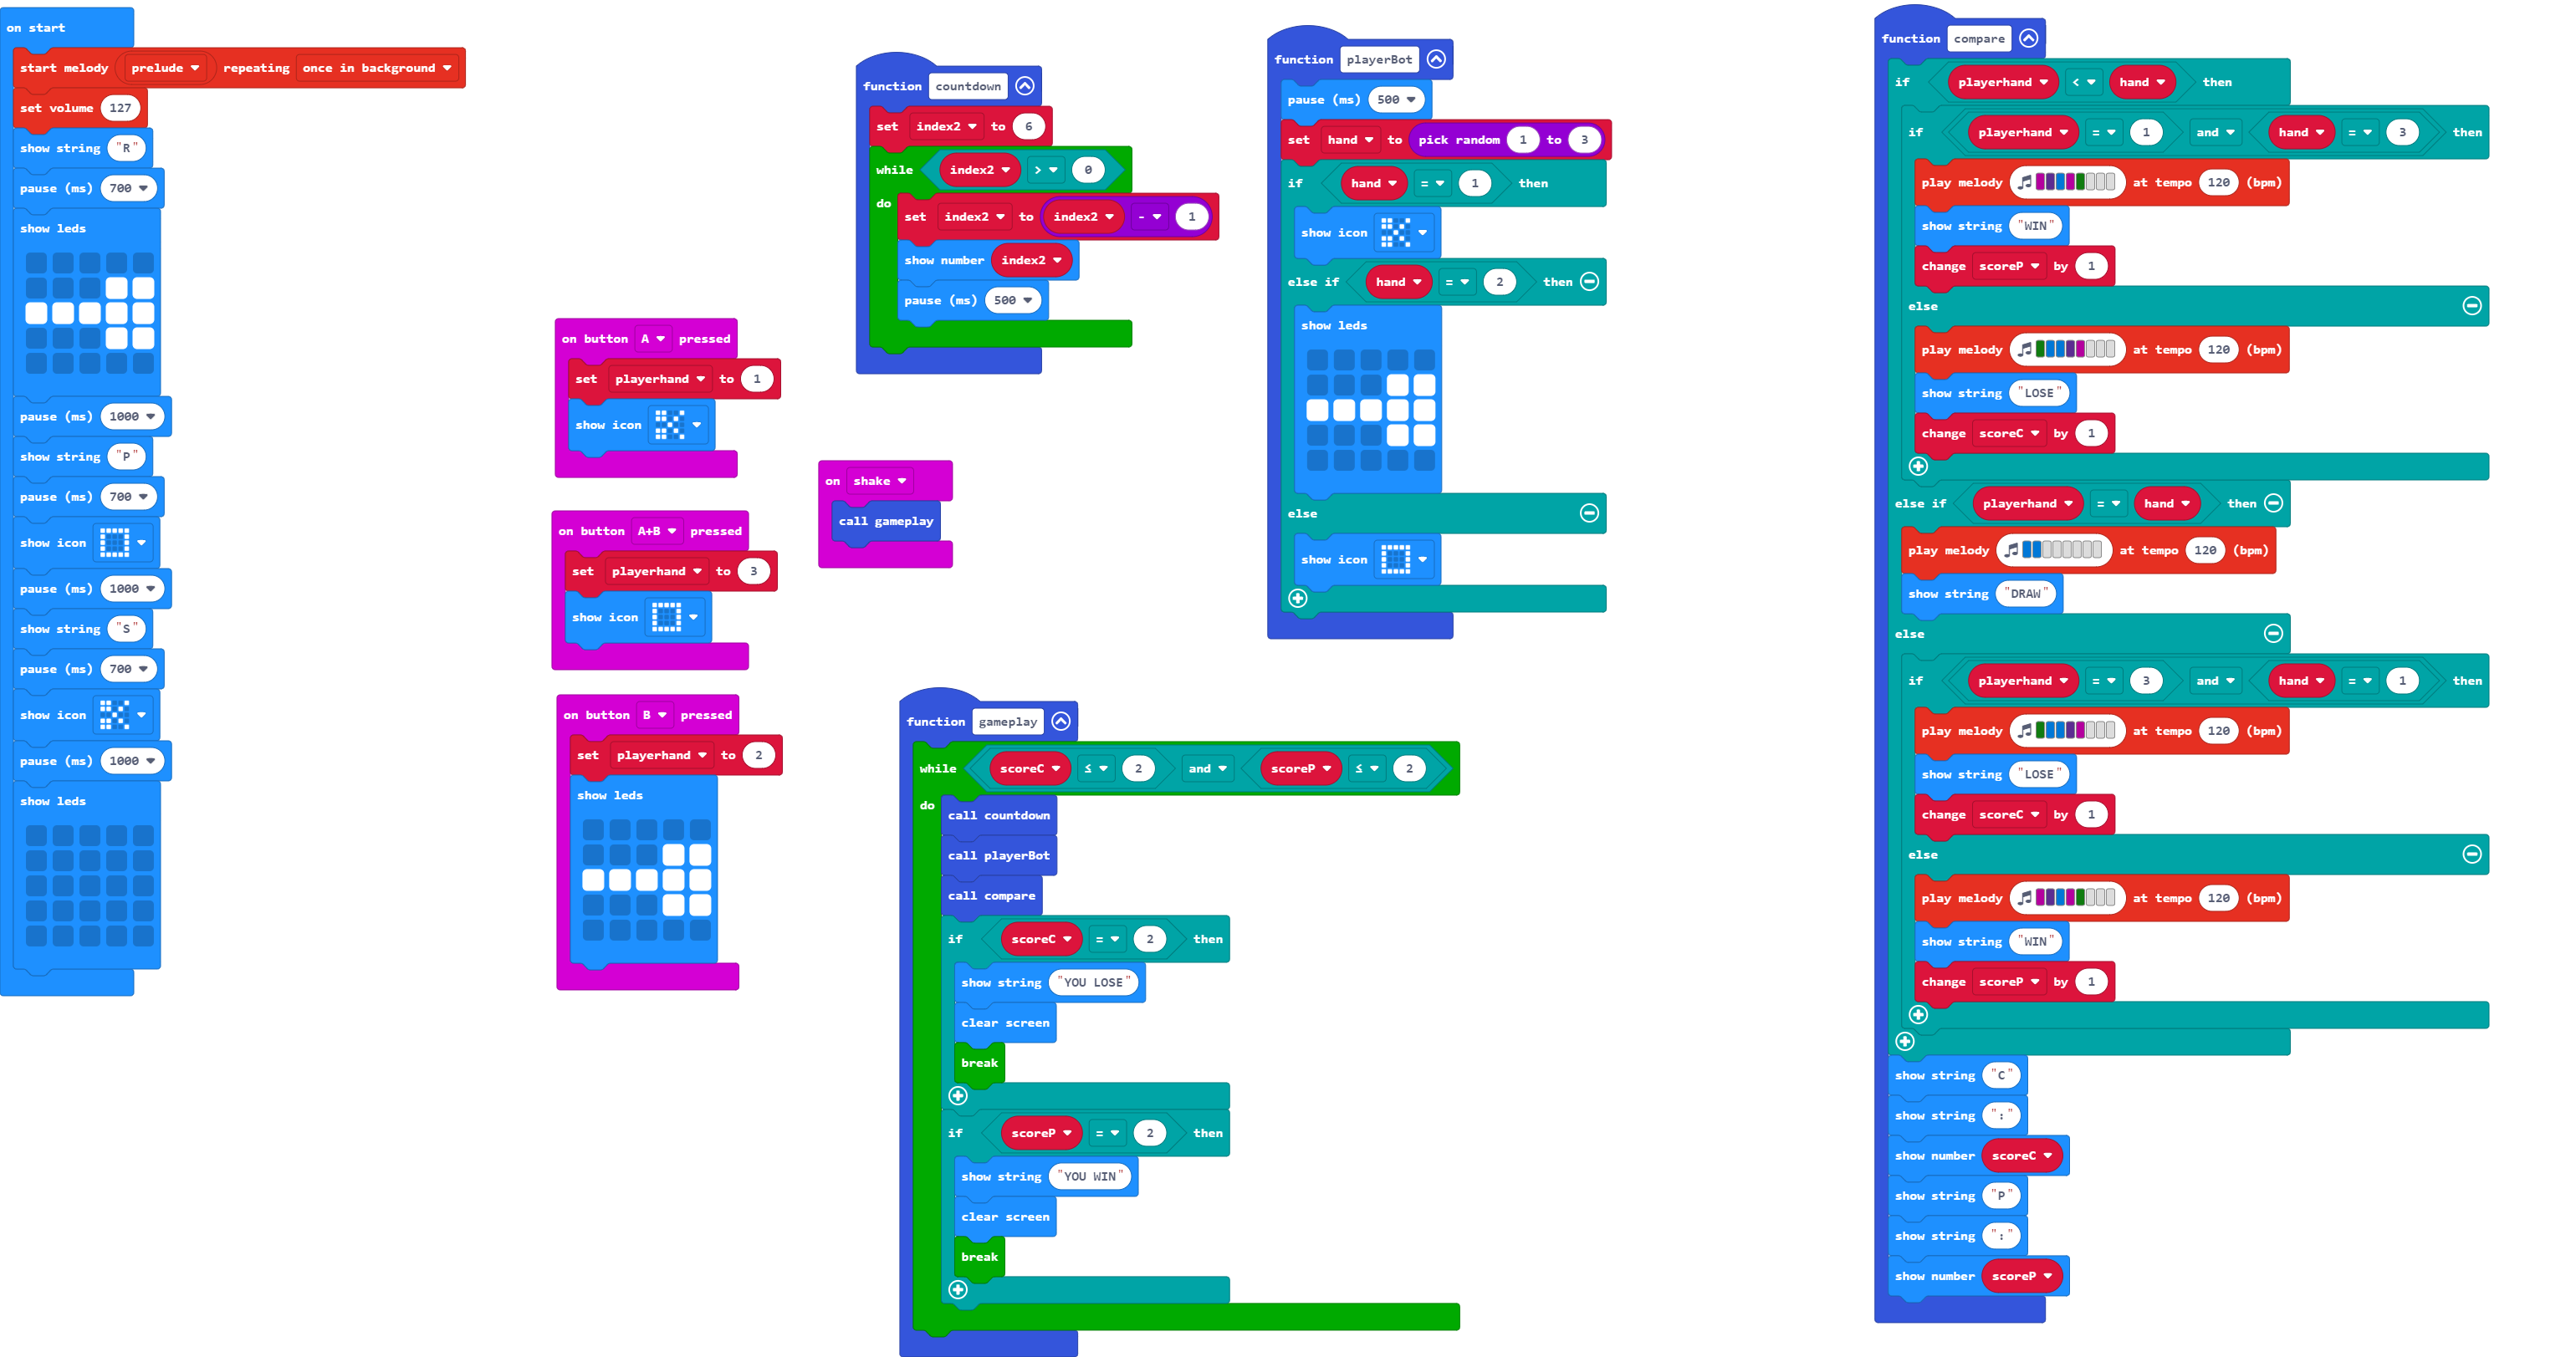 on start
start melody prelude repeating once in background
set volume 127
show string "R"
pause (ms) 700
show leds
pause (ms) 1000
show string "P"
pause (ms) 700
show icon
pause (ms) 1000
show string "S"
pause (ms) 700
show icon
pause (ms) 1000
show leds
on button A pressed
set playerhand to 1
show icon
on button A+B pressed
set playerhand to 3
show icon
on button B pressed
set playerhand to 2
show leds
on shake
call gameplay
function countdown
set index2 to 6
while index2 > 0
do
set index2 to index2 - 1
show number index2
pause (ms) 500
function gameplay
while scoreC ≤ 2 and scoreP ≤ 2
do
call countdown
call playerBot
call compare
if scoreC = 2 then
show string "YOU LOSE"
clear screen
break
if scoreP = 2 then
show string "YOU WIN"
clear screen
break
function playerBot
pause (ms) 500
set hand to pick random 1 to 3
if hand = 1 then
show icon
else if hand = 2 then
show leds
else
show icon
function compare
if playerhand < hand then
if playerhand = 1 and hand = 3 then
play melody at tempo 120 (bpm)
show string "WIN"
change scoreP by 1
else
play melody at tempo 120 (bpm)
show string "LOSE"
change scoreC by 1
else if playerhand = hand then
play melody at tempo 120 (bpm)
show string "DRAW"
else
if playerhand = 3 and hand = 1 then
play melody at tempo 120 (bpm)
show string "LOSE"
change scoreC by 1
else
play melody at tempo 120 (bpm)
show string "WIN"
change scoreP by 1
show string "C"
show string ":"
show number scoreC
show string "P"
show string ":"
show number scoreP